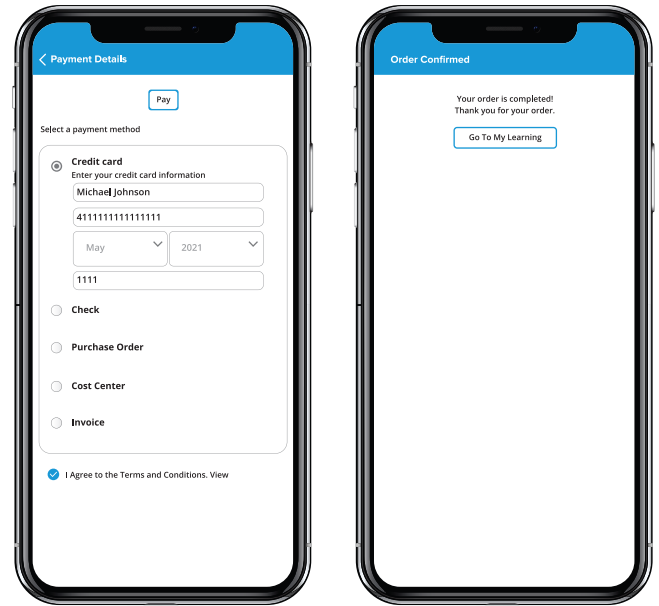 Payment Details
Pay
Select a payment method
Credit card
Enter your credit card information
Michael Johnson
4111111111111111
May
2021
1111
Check
Purchase Order
Cost Center
Invoice
I Agree to the Terms and Conditions. View
Order Confirmed
Your order is completed!
Thank you for your order.
Go To My Learning